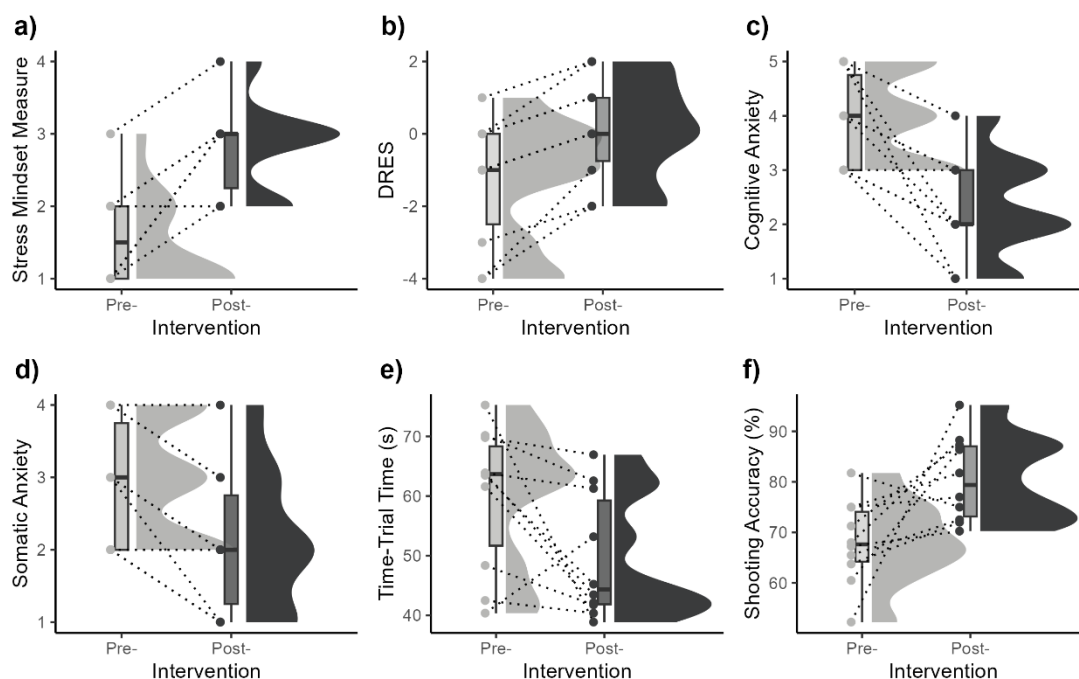 a)
Stress Mindset Measure
4
3
2
1
Pre-
Post-
Intervention
b)
DRES
2
0
-2
-4
Pre-
Post-
Intervention
c)
Cognitive Anxiety
5
4
3
2
1
Pre-
Post-
Intervention
d)
Somatic Anxiety
4
3
2
1
Pre-
Post-
Intervention
e)
Time-Trial Time (s)
70
60
50
40
Pre-
Post-
Intervention
f)
Shooting Accuracy (%)
90
80
70
60
Pre-
Post-
Intervention